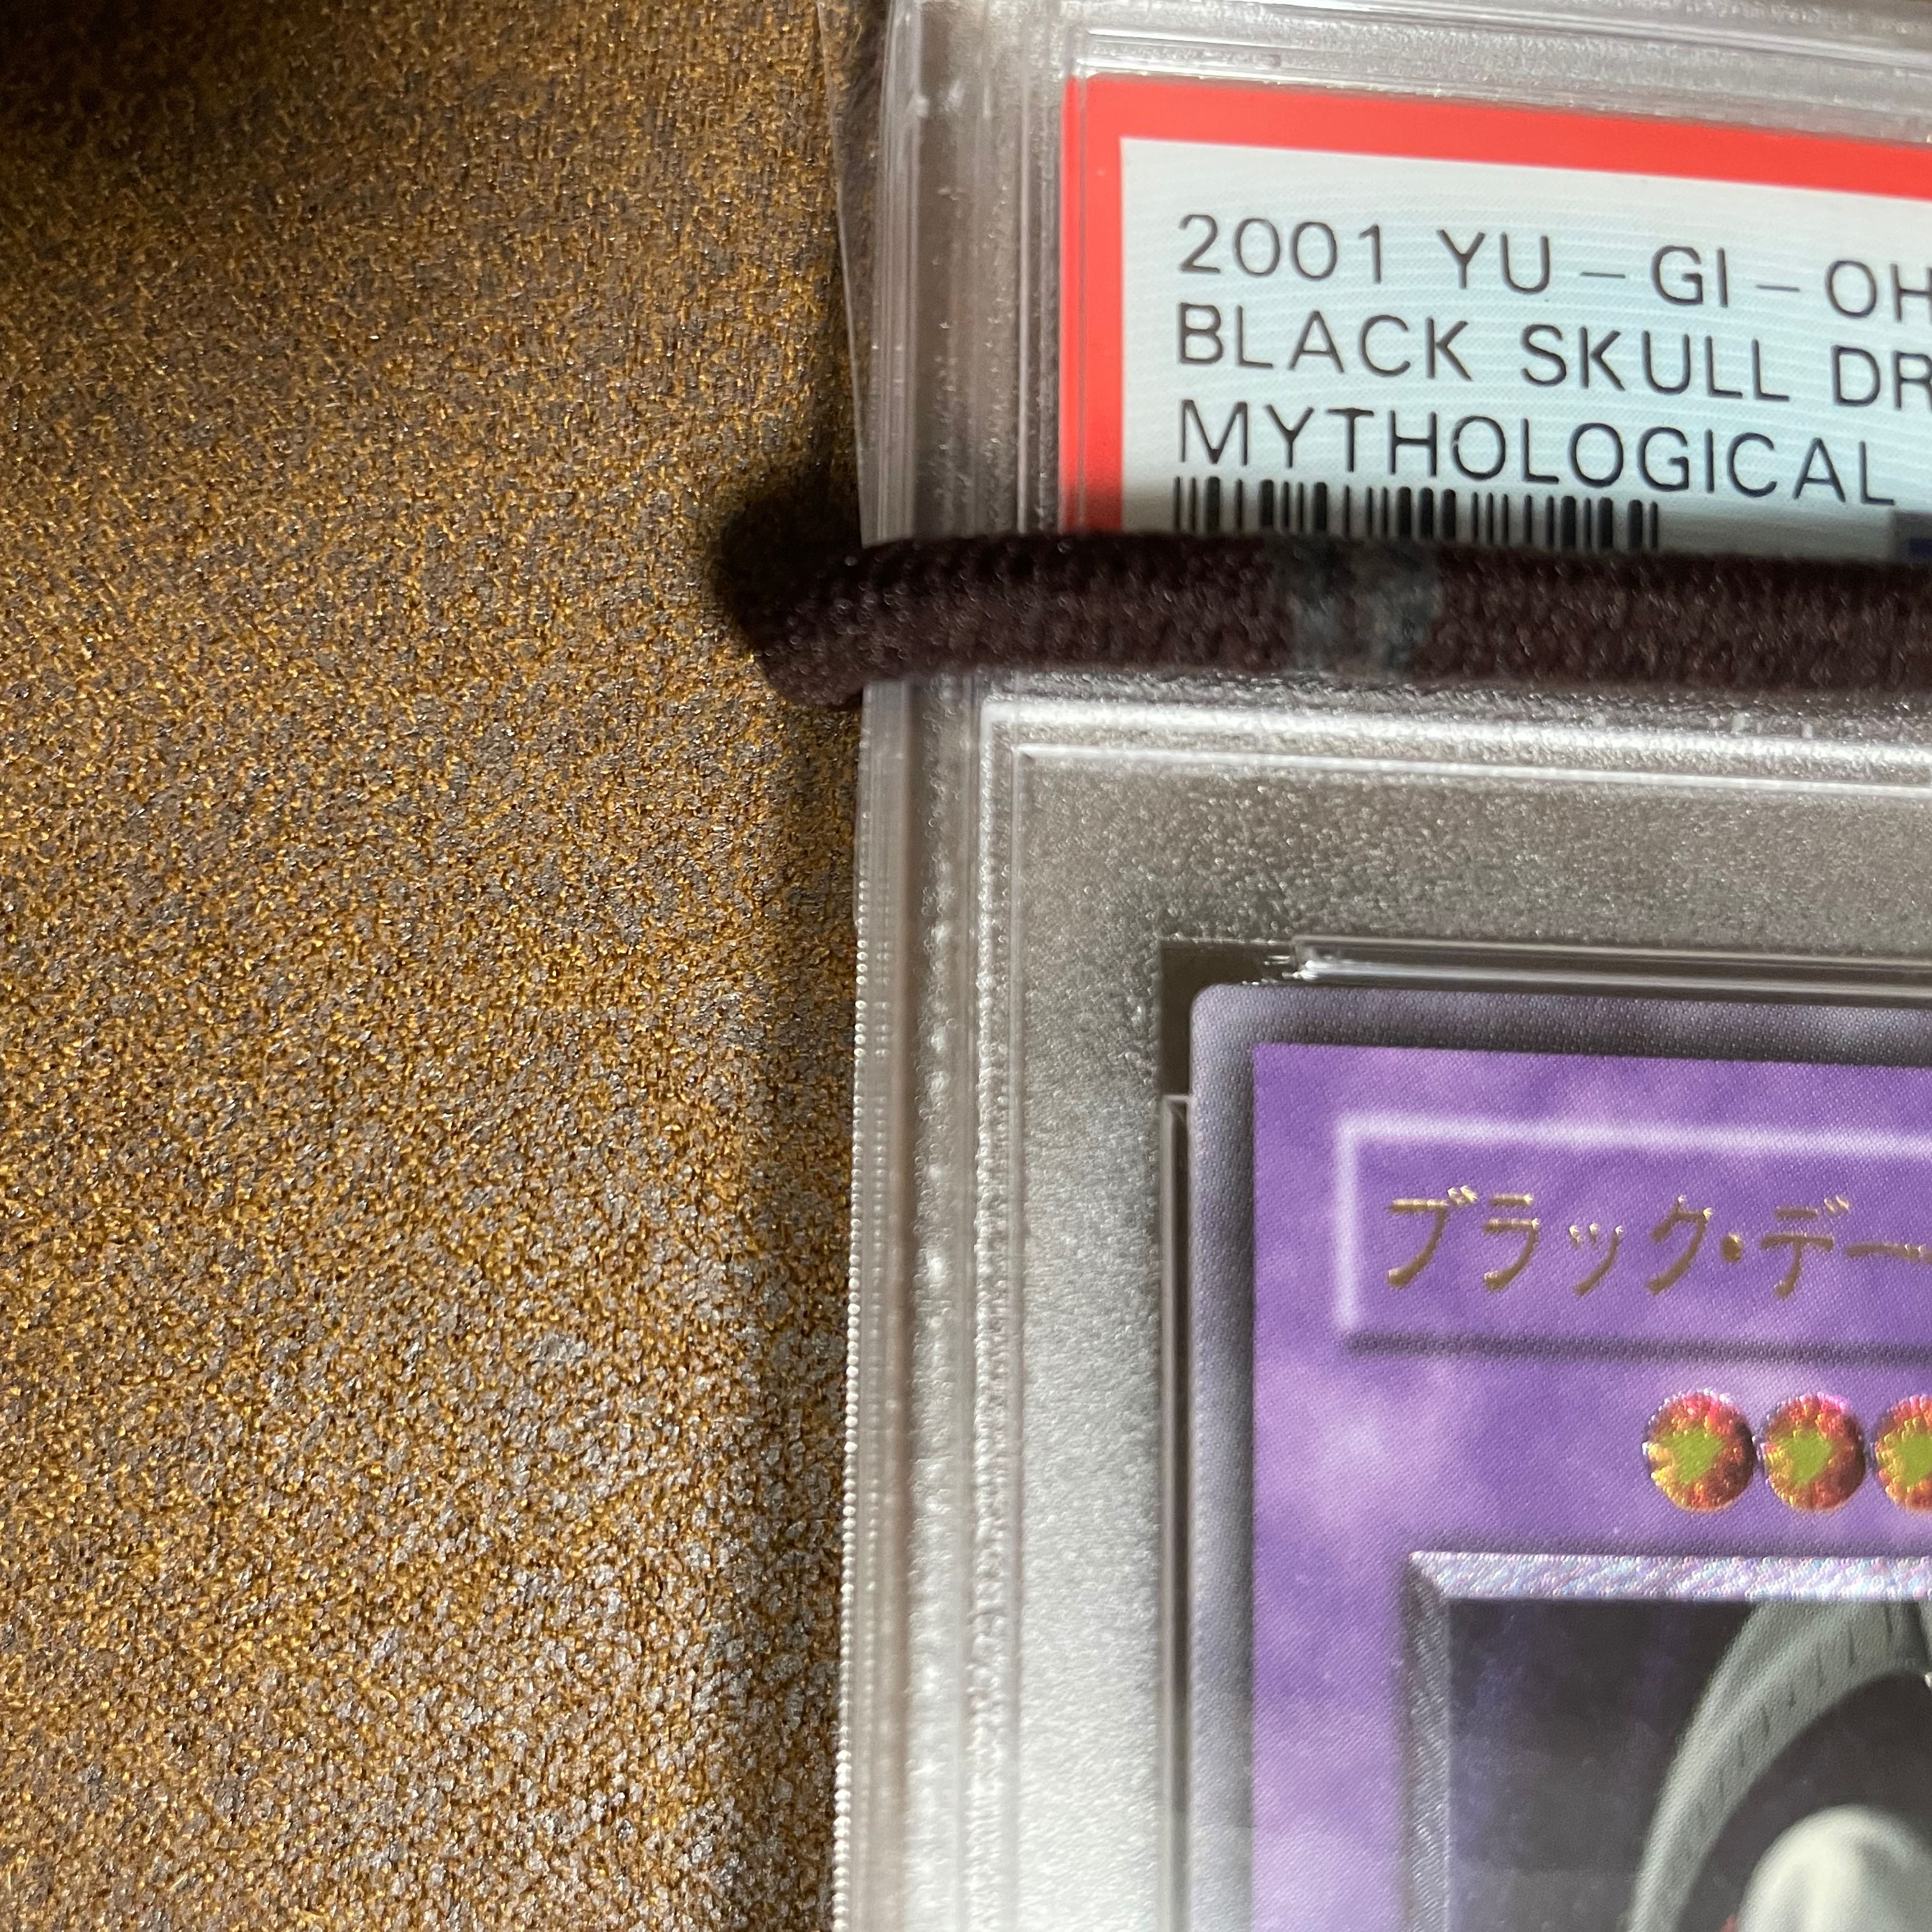 2001 YU-GI-OH
BLACK SKULL DR
MYTHOLOGICAL
ブラック・デー